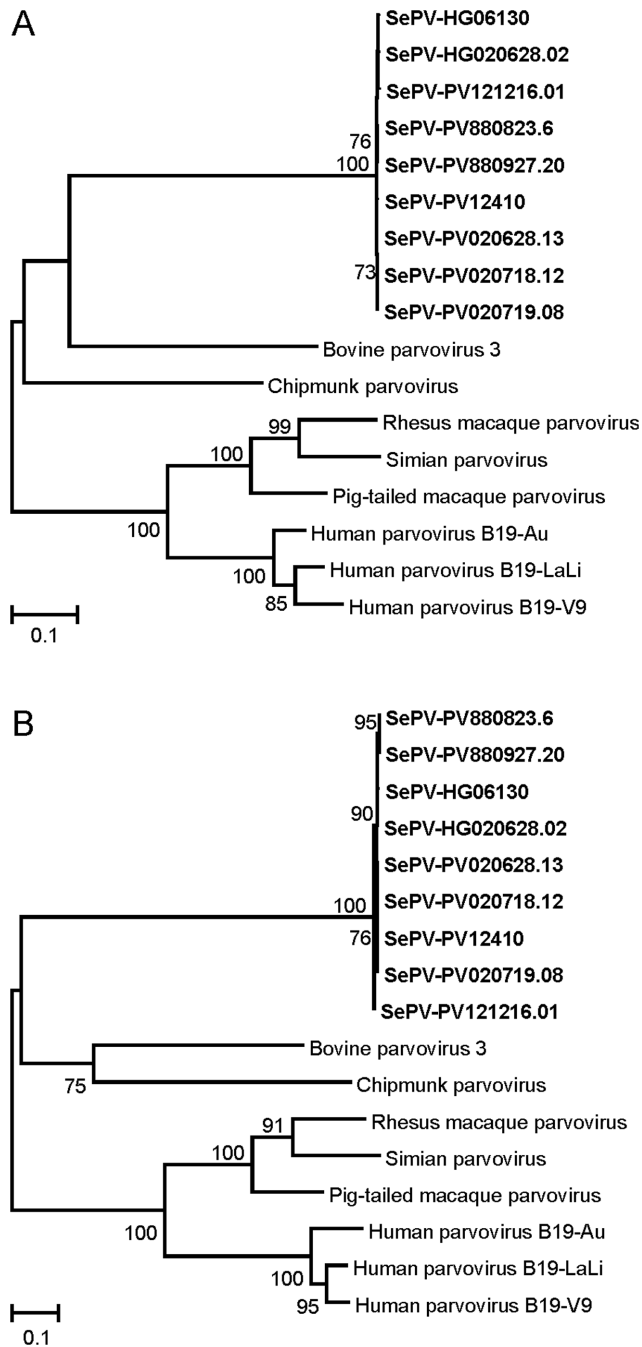 A
SePV-HG06130
SePV-HG020628.02
SePV-PV121216.01
SePV-PV880823.6
76
SePV-PV880927.20
100
SePV-PV12410
SePV-PV020628.13
SePV-PV020718.12
73
SePV-PV020719.08
Bovine parvovirus 3
Chipmunk parvovirus
Rhesus macaque parvovirus
99
Simian parvovirus
100
Pig-tailed macaque parvovirus
100
Human parvovirus B19-Au
Human parvovirus B19-LaLi
100
85
Human parvovirus B19-V9
0.1
B
95
SePV-PV880823.6
SePV-PV880927.20
SePV-HG06130
90
SePV-HG020628.02
SePV-PV020628.13
SePV-PV020718.12
100
76
SePV-PV12410
SePV-PV020719.08
SePV-PV121216.01
Bovine parvovirus 3
75
Chipmunk parvovirus
Rhesus macaque parvovirus
91
Simian parvovirus
100
Pig-tailed macaque parvovirus
100
Human parvovirus B19-Au
Human parvovirus B19-LaLi
100
95
Human parvovirus B19-V9
0.1